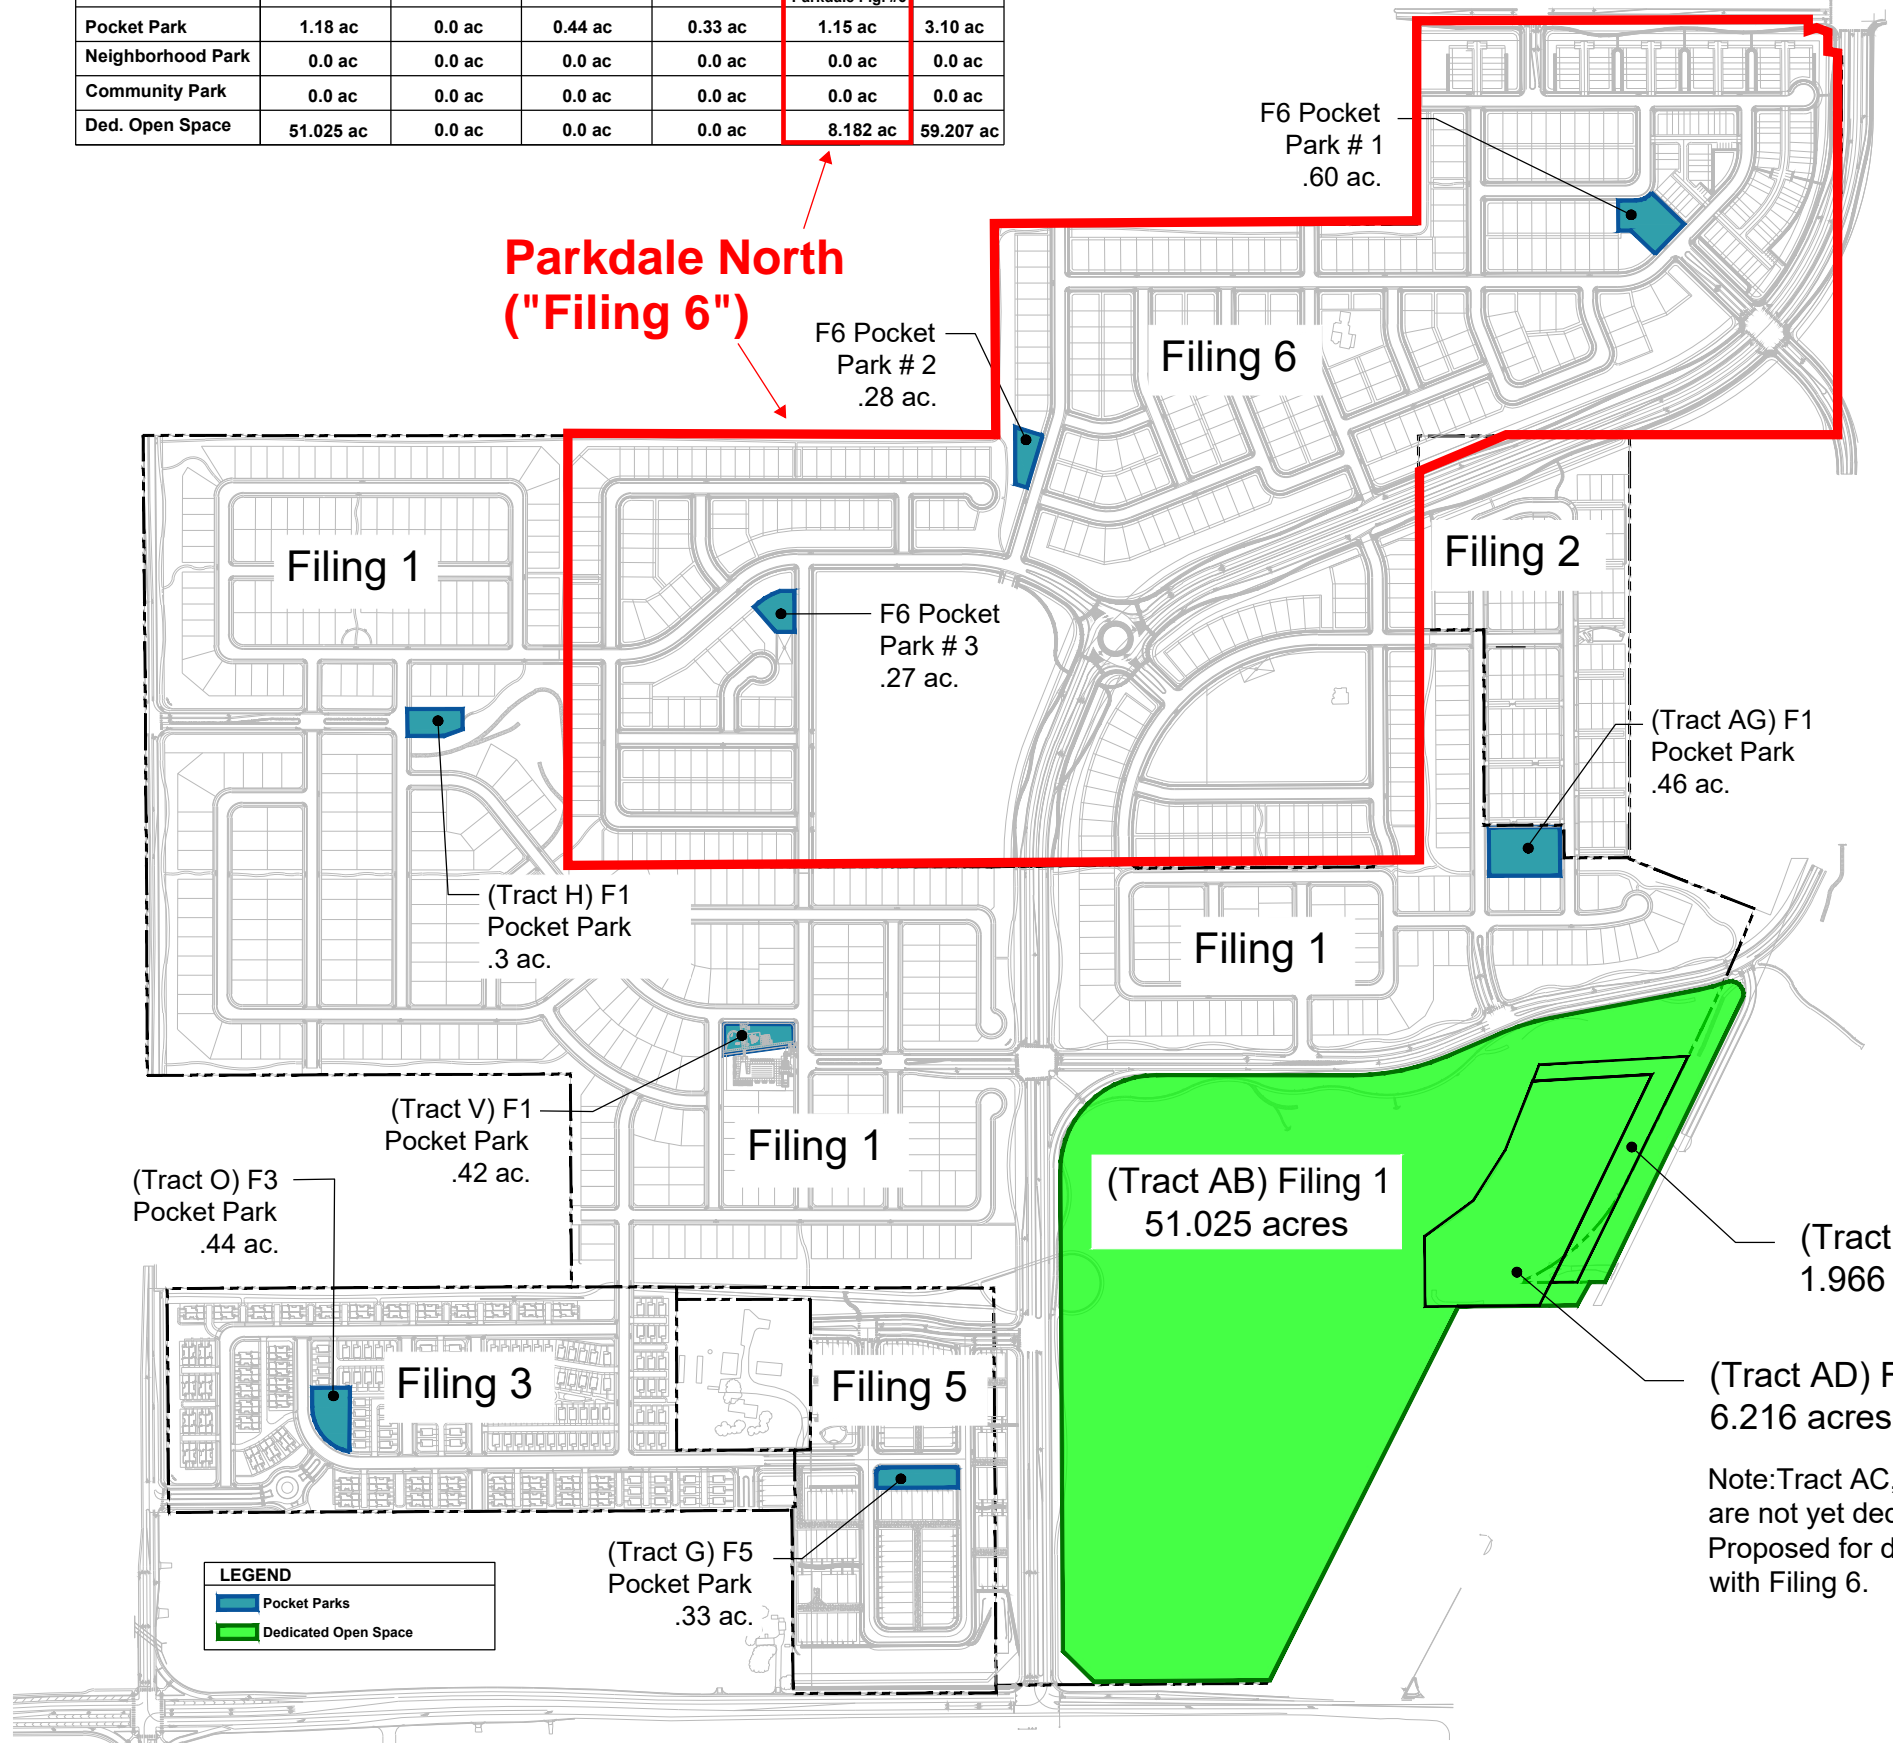 Pocket Park 1.18 ac 0.0 ac 0.44 ac 0.33 ac 1.15 ac 3.10 ac
Neighborhood Park 0.0 ac 0.0 ac 0.0 ac 0.0 ac 0.0 ac 0.0 ac
Community Park 0.0 ac 0.0 ac 0.0 ac 0.0 ac 0.0 ac 0.0 ac
Ded. Open Space 51.025 ac 0.0 ac 0.0 ac 0.0 ac 8.182 ac 59.207 ac
F6 Pocket
Park # 1
.60 ac.
Parkdale North
("Filing 6")
F6 Pocket
Park # 2
.28 ac.
Filing 6
Filing 1
Filing 2
F6 Pocket
Park # 3
.27 ac.
(Tract AG) F1
Pocket Park
.46 ac.
(Tract H) F1
Pocket Park
.3 ac.
Filing 1
(Tract V) F1
Pocket Park
.42 ac.
Filing 1
(Tract O) F3
Pocket Park
.44 ac.
(Tract AB) Filing 1
51.025 acres
(Tract
1.966
(Tract AD) F
6.216 acres
Filing 3
Filing 5
Note:Tract AC,
are not yet dec
Proposed for d
with Filing 6.
(Tract G) F5
Pocket Park
.33 ac.
LEGEND
Pocket Parks
Dedicated Open Space